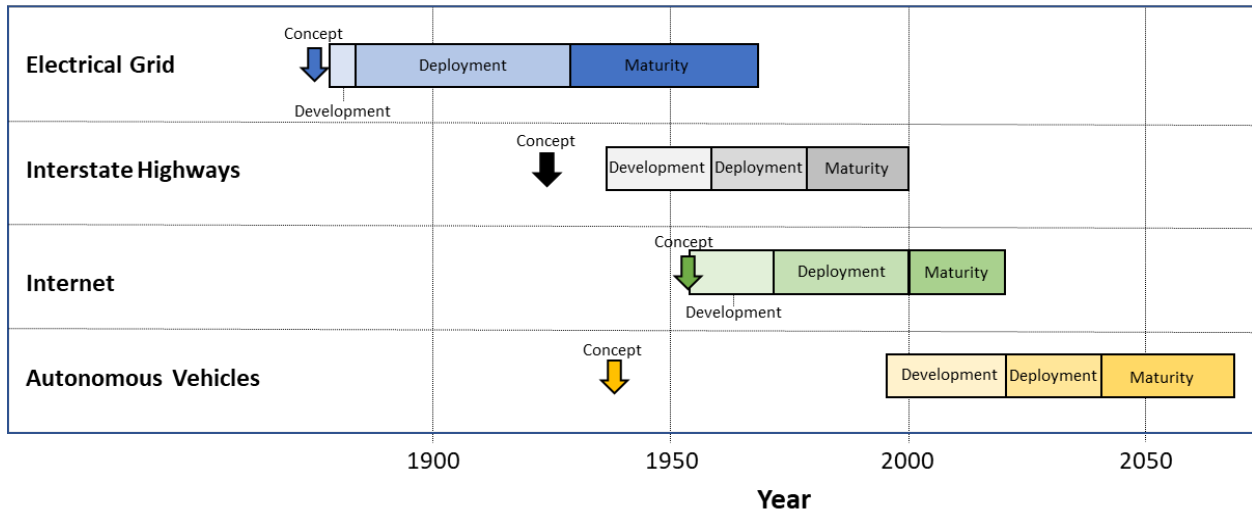 Concept
Electrical Grid
Deployment
Maturity
Development
Concept
Interstate Highways
Development
Deployment
Maturity
Concept
Internet
Deployment
Maturity
Development
Concept
Autonomous Vehicles
Development
Deployment
Maturity
1900
1950
2000
2050
Year